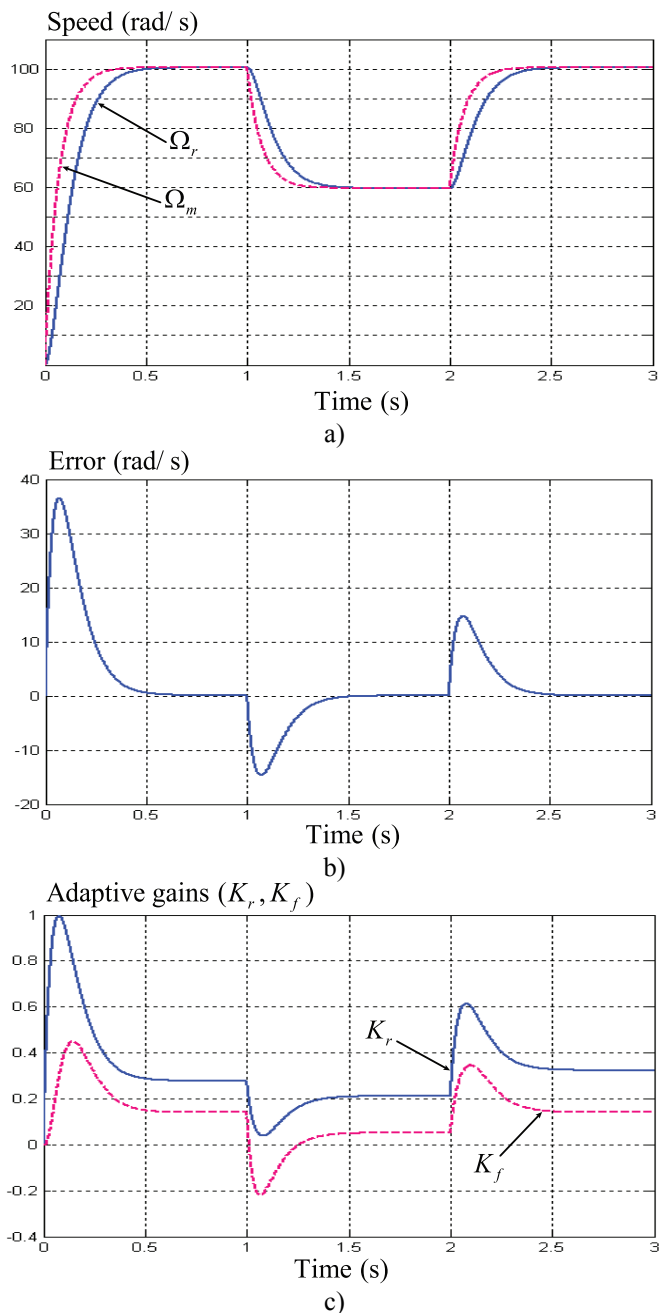 Speed (rad/ s)
100
80
60
40
20
Ω_r
Ω_m
0 0.5 1 1.5 2 2.5 3
Time (s)
a)
Error (rad/ s)
40
30
20
10
0
-10
-20
0 0.5 1 1.5 2 2.5 3
Time (s)
b)
Adaptive gains (K_r, K_f)
1
0.8
0.6
0.4
0.2
0
-0.2
-0.4
K_r
K_f
0 0.5 1 1.5 2 2.5 3
Time (s)
c)